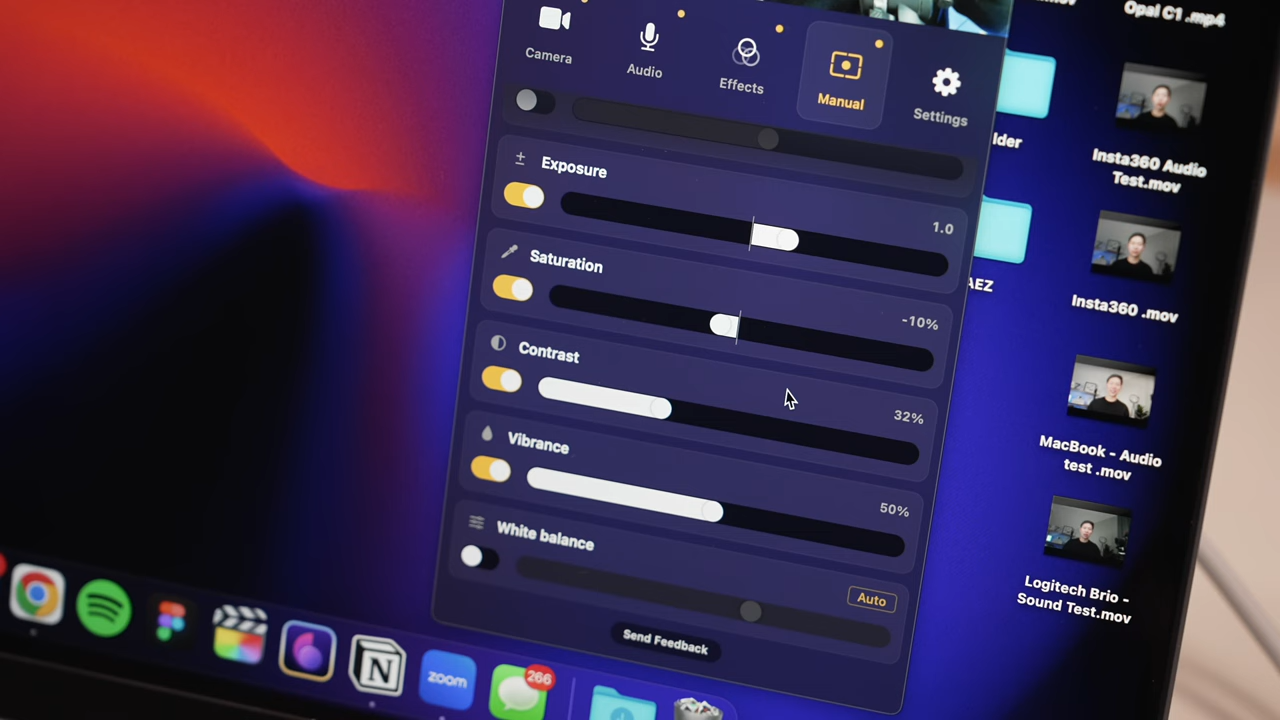 Camera
Audio
Effects
Manual
Settings
Exposure
1.0
Saturation
-10%
Contrast
32%
Vibrance
50%
White balance
Auto
Send Feedback
Opal C1 .mp4
lder
Insta360 Audio
Test.mov
AEZ
Insta360 .mov
MacBook - Audio
test .mov
Logitech Brio -
Sound Test.mov
N
zoom
266